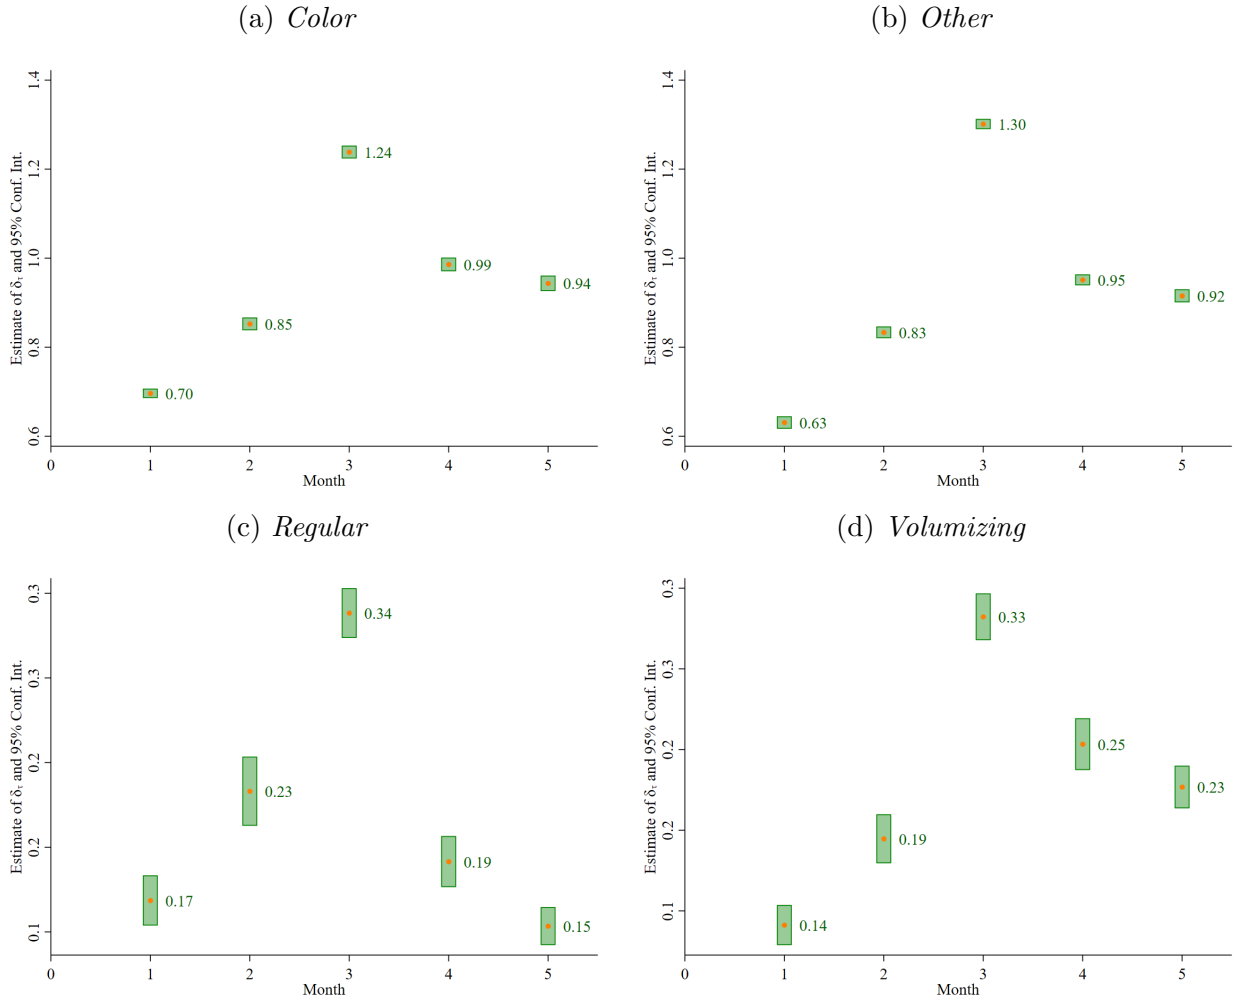 (a) Color
Estimate of δτ and 95% Conf. Int.
1.4
1.2
1.0
0.8
0.6
1.24
0.99
0.94
0.85
0.70
0 1 2 3 4 5
Month
(b) Other
Estimate of δτ and 95% Conf. Int.
1.4
1.2
1.0
0.8
0.6
1.30
0.95
0.92
0.83
0.63
0 1 2 3 4 5
Month
(c) Regular
Estimate of δτ and 95% Conf. Int.
0.3
0.3
0.2
0.2
0.1
0.34
0.23
0.19
0.17
0.15
0 1 2 3 4 5
Month
(d) Volumizing
Estimate of δτ and 95% Conf. Int.
0.3
0.3
0.2
0.2
0.1
0.33
0.25
0.23
0.19
0.14
0 1 2 3 4 5
Month